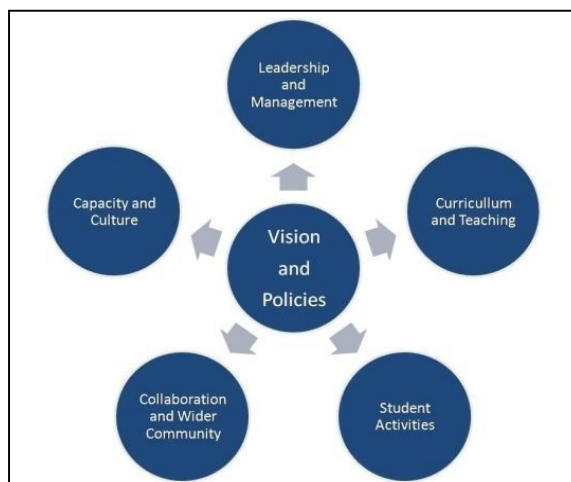 Leadership
and
Management
Capacity and
Culture
Curricullum
and Teaching
Vision
and
Policies
Collaboration
and Wider
Community
Student
Activities